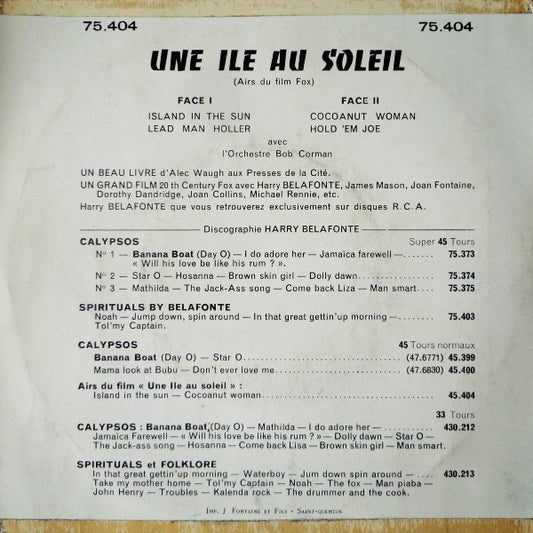 75.404 75.404
UNE ILE AU SOLEIL
(Airs du film Fox)
FACE I FACE II
ISLAND IN THE SUN COCOANUT WOMAN
LEAD MAN HOLLER HOLD 'EM JOE
avec
l'Orchestre Bob Corman
UN BEAU LIVRE d'Alec Waugh aux Presses de la Cité.
UN GRAND FILM 20 th Century Fox avec Harry BELAFONTE, James Mason, Joan Fontaine,
Dorothy Dandridge, Joan Collins, Michael Rennie, etc.
Harry BELAFONTE que vous retrouverez exclusivement sur disques R.C.A.
Discographie HARRY BELAFONTE
CALYPSOS Super 45 Tours
Nº 1 — Banana Boat (Day O) — I do adore her — Jamaïca farewell —....... 75.373
« Will his love be like his rum ? ».
Nº 2 — Star O — Hosanna — Brown skin girl — Dolly dawn.............. 75.374
Nº 3 — Mathilda — The Jack-Ass song — Come back Liza — Man smart.... 75.375
SPIRITUALS BY BELAFONTE
Noah — Jump down, spin around — In that great gettin'up morning —........ 75.403
Tol'my Captain.
CALYPSOS 45 Tours normaux
Banana Boat (Day O) — Star O............................ (47.6771) 45.399
Mama look at Bubu — Don't ever love me..................... (47.6830) 45.400
Airs du film « Une Ile au soleil » :
Island in the sun — Cocoanut woman............................ 45.404
33 Tours
CALYPSOS : Banana Boat,(Day O) — Mathilda — I do adore her —............ 430.212
Jamaïca Farewell — « Will his love be like his rum ? » — Dolly dawn — Star O —
The Jack-ass song — Hosanna — Come back Lisa — Brown skin girl — Man smart.
SPIRITUALS et FOLKLORE
In that great gettin'up morning — Waterboy — Jum down spin around — .... 430.213
Take my mother home — Tol'my Captain — Noah — The fox — Man piaba —
John Henry — Troubles — Kalenda rock — The drummer and the cook.
IMP. J FONTAINE ET FILS - SAINT-QUENTIN